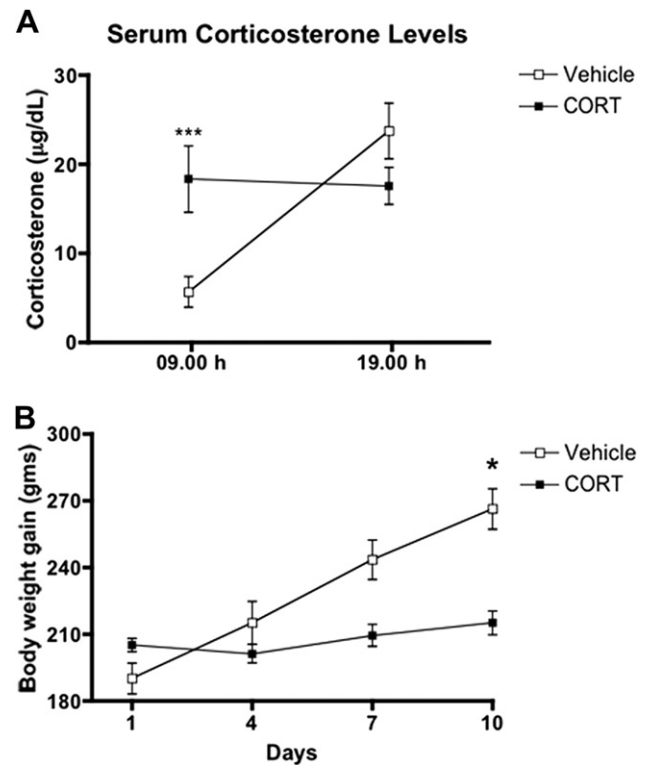 A
Serum Corticosterone Levels
Corticosterone (µg/dL)
30
20
10
0
***
09.00 h
19.00 h
Vehicle
CORT
B
Body weight gain (gms)
300
270
240
210
180
*
1
4
7
10
Days
Vehicle
CORT